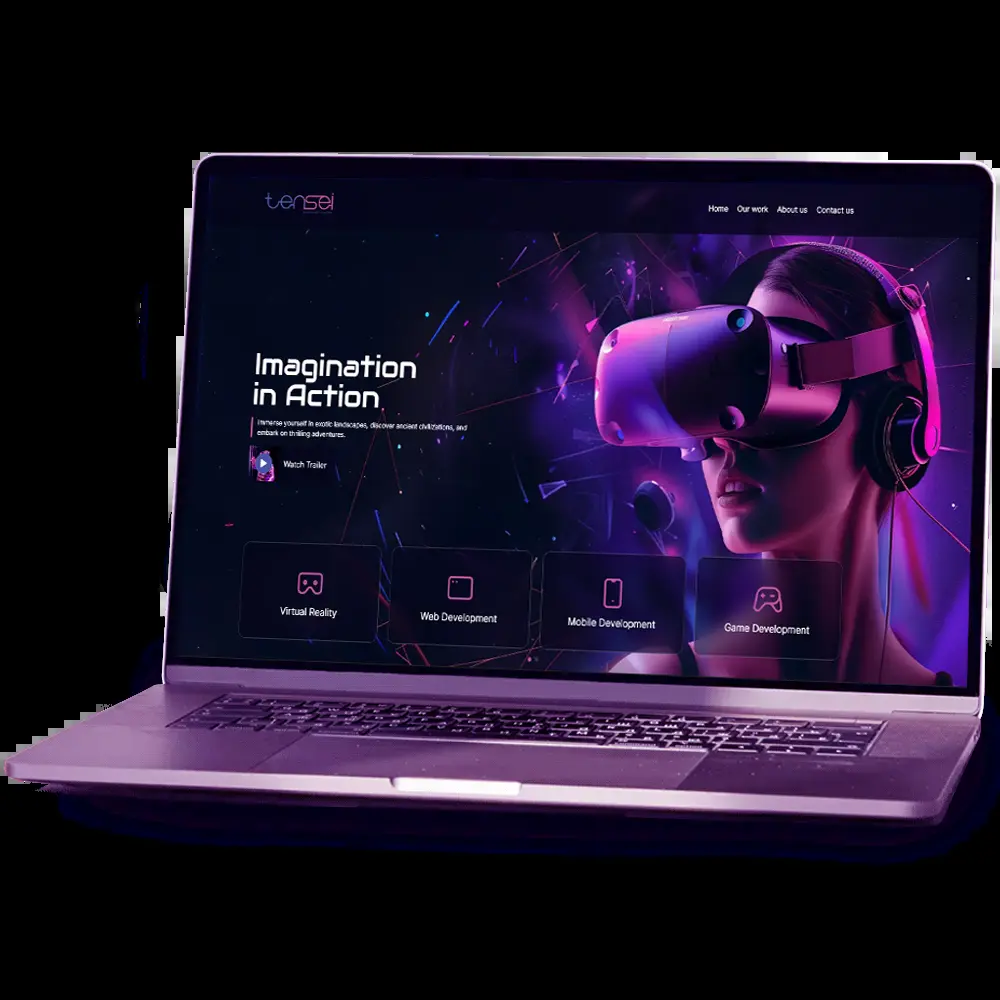 tensei
Home Our work About us Contact us
Imagination
in Action
Immerse yourself in exotic landscapes, discover ancient civilizations, and
embark on thrilling adventures.
Watch Trailer
Virtual Reality
Web Development
Mobile Development
Game Development